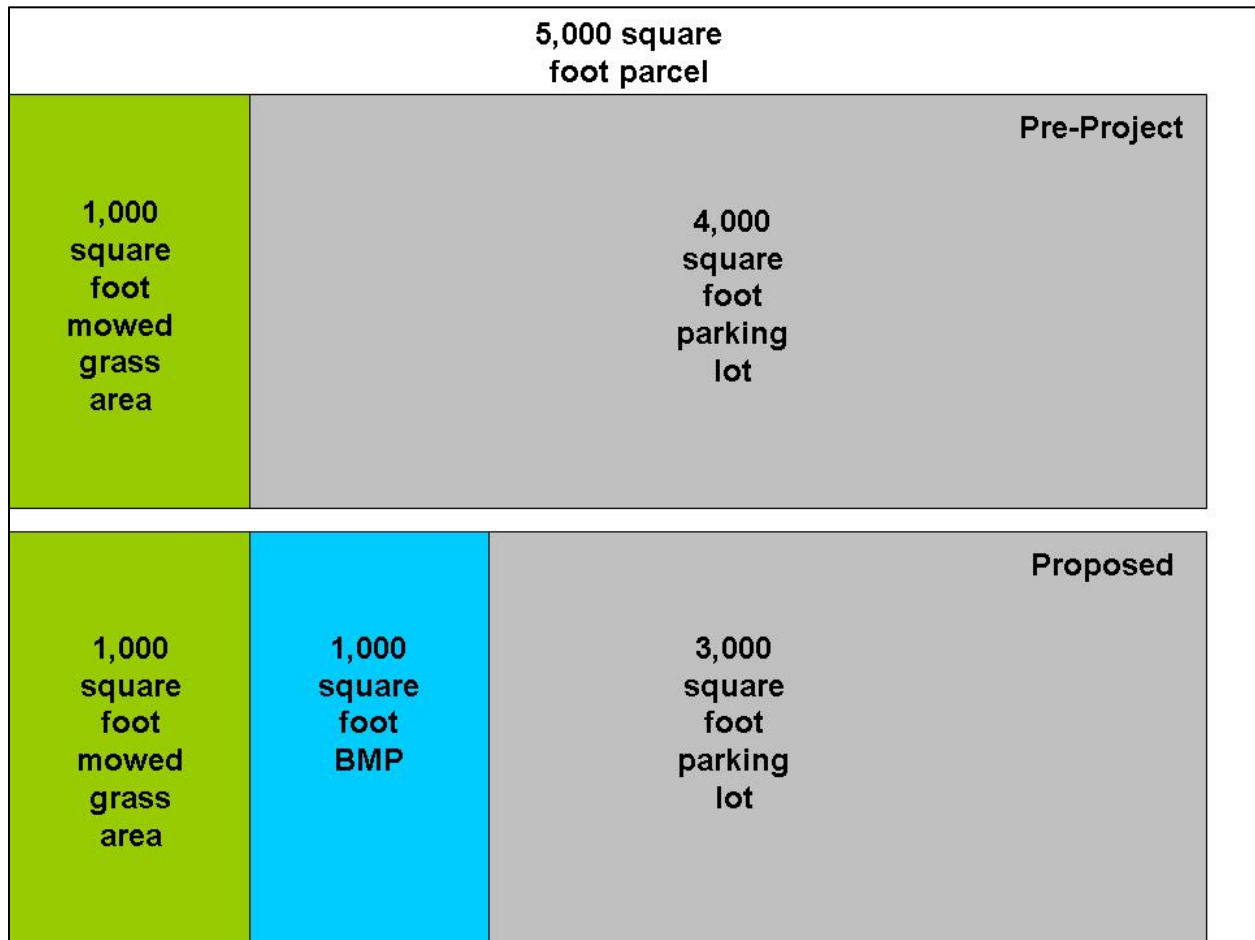 5,000 square
foot parcel
Pre-Project
1,000
square
foot
mowed
grass
area
4,000
square
foot
parking
lot
Proposed
1,000
square
foot
mowed
grass
area
1,000
square
foot
BMP
3,000
square
foot
parking
lot